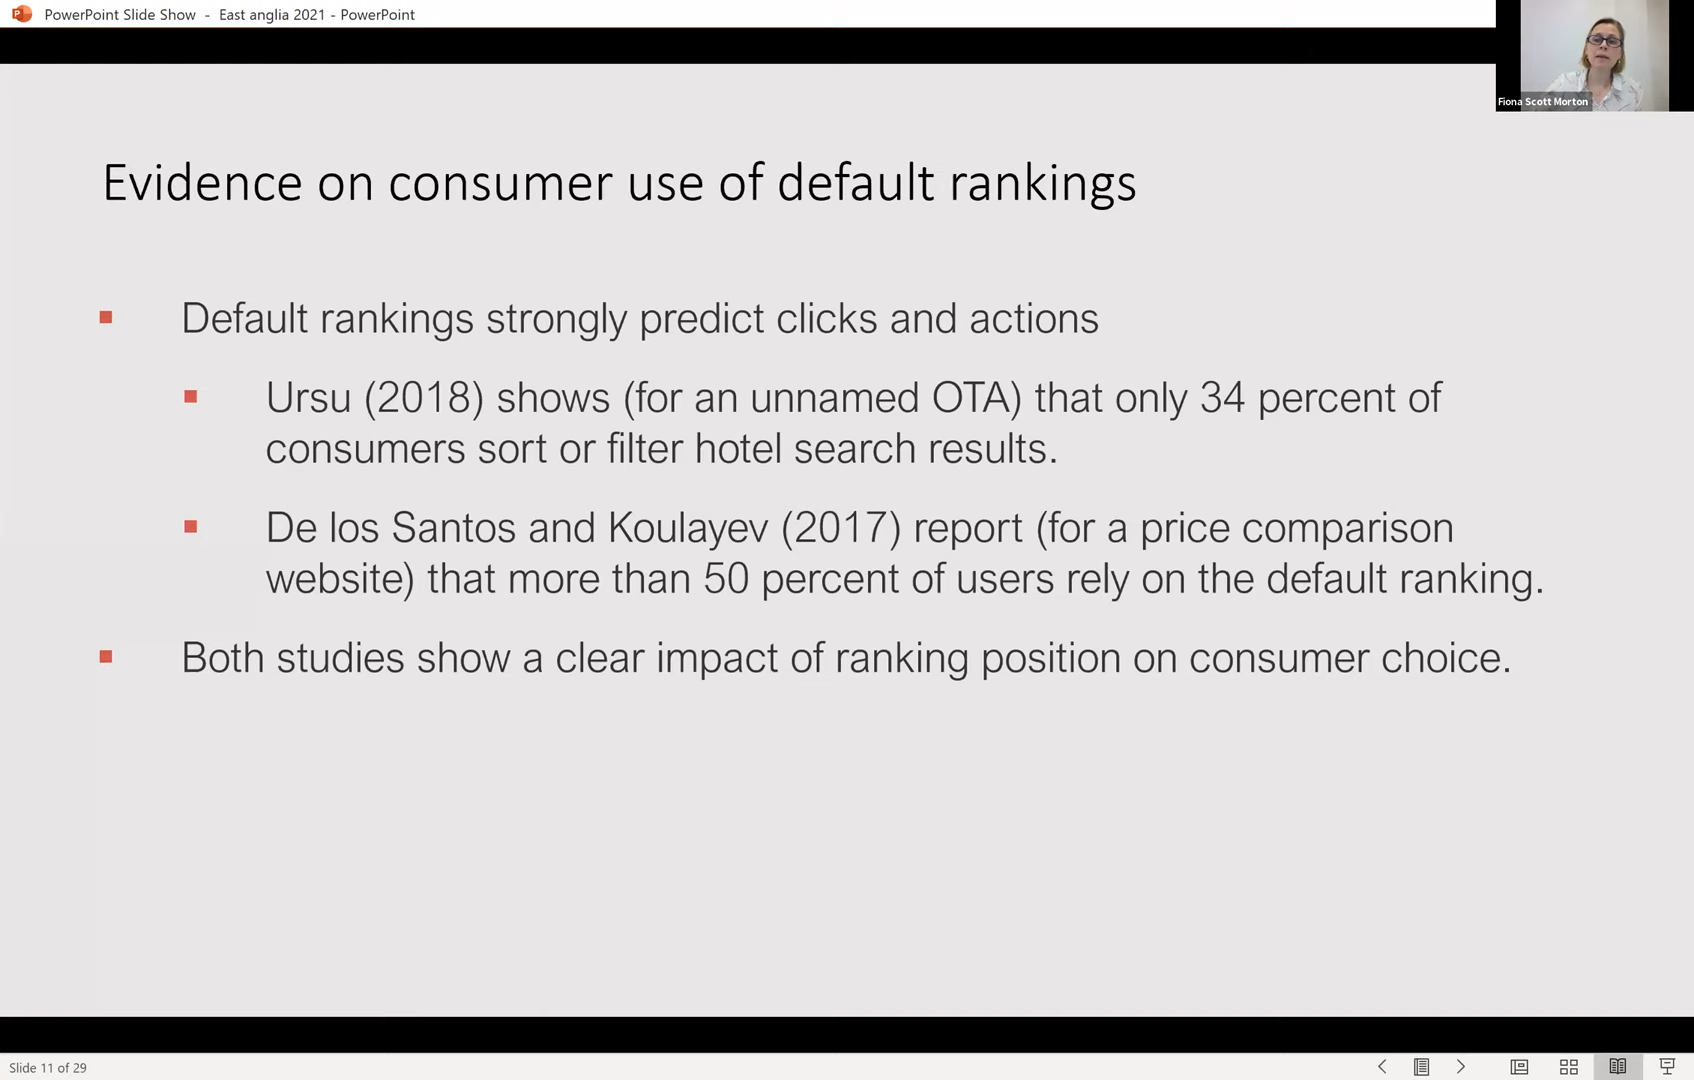 PowerPoint Slide Show - East anglia 2021 - PowerPoint
Fiona Scott Morton
Evidence on consumer use of default rankings
Default rankings strongly predict clicks and actions
Ursu (2018) shows (for an unnamed OTA) that only 34 percent of
consumers sort or filter hotel search results.
De los Santos and Koulayev (2017) report (for a price comparison
website) that more than 50 percent of users rely on the default ranking.
Both studies show a clear impact of ranking position on consumer choice.
Slide 11 of 29